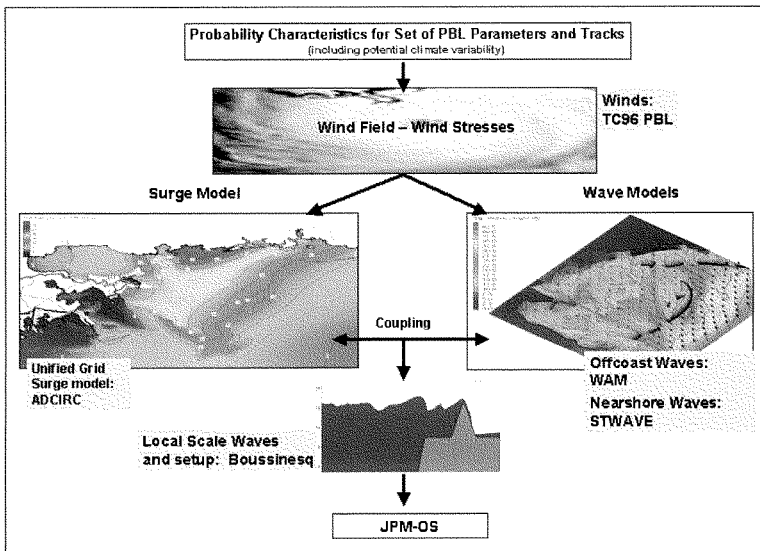 Probability Characteristics for Set of PBL Parameters and Tracks
(including potential climate variability)
Wind Field – Wind Stresses
Winds:
TC96 PBL
Surge Model
Wave Models
Coupling
Unified Grid
Surge model:
ADCIRC
Offcoast Waves:
WAM
Nearshore Waves:
STWAVE
Local Scale Waves
and setup: Boussinesq
JPM-OS